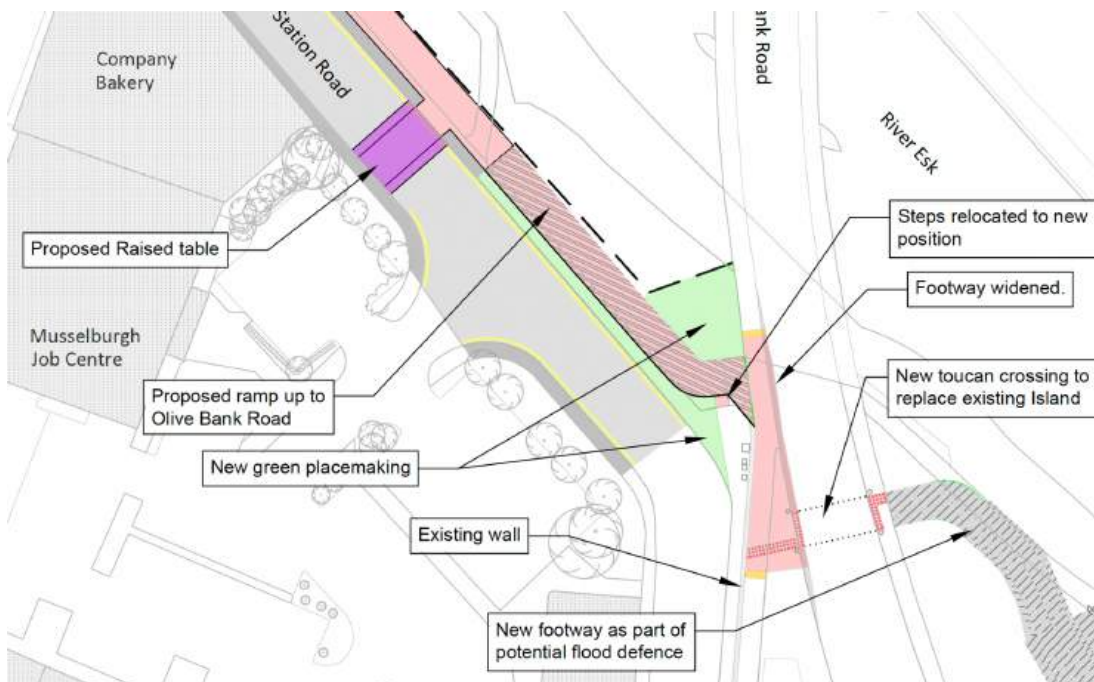 Company
Bakery
Station Road
ank Road
River Esk
Steps relocated to new
position
Proposed Raised table
Footway widened.
Musselburgh
Job Centre
Proposed ramp up to
Olive Bank Road
New toucan crossing to
replace existing Island
New green placemaking
Existing wall
New footway as part of
potential flood defence